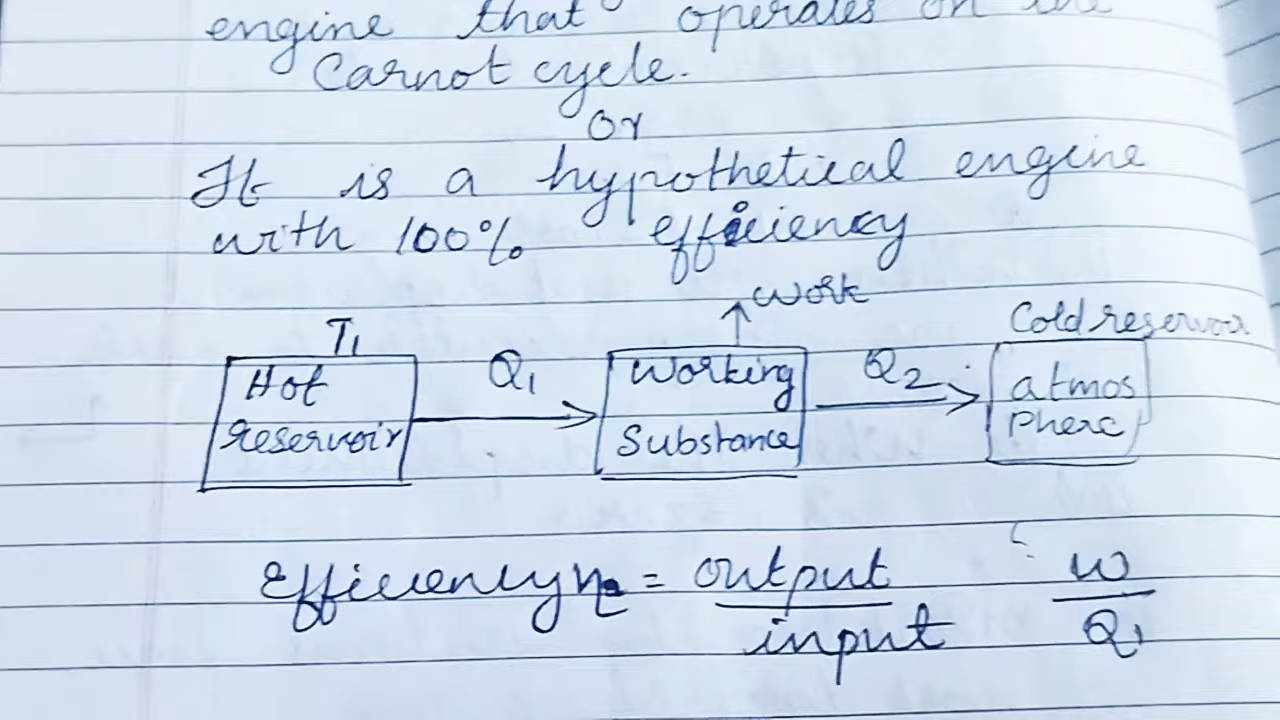 engine that operates on the
Carnot cycle.
or
It is a hypothetical engine
with 100% efficiency
work
T1
Cold reservoir
Hot
reservoir
Q1
Working
Substance
Q2
atmos
phere
Efficiency η = output
input
w
Q1